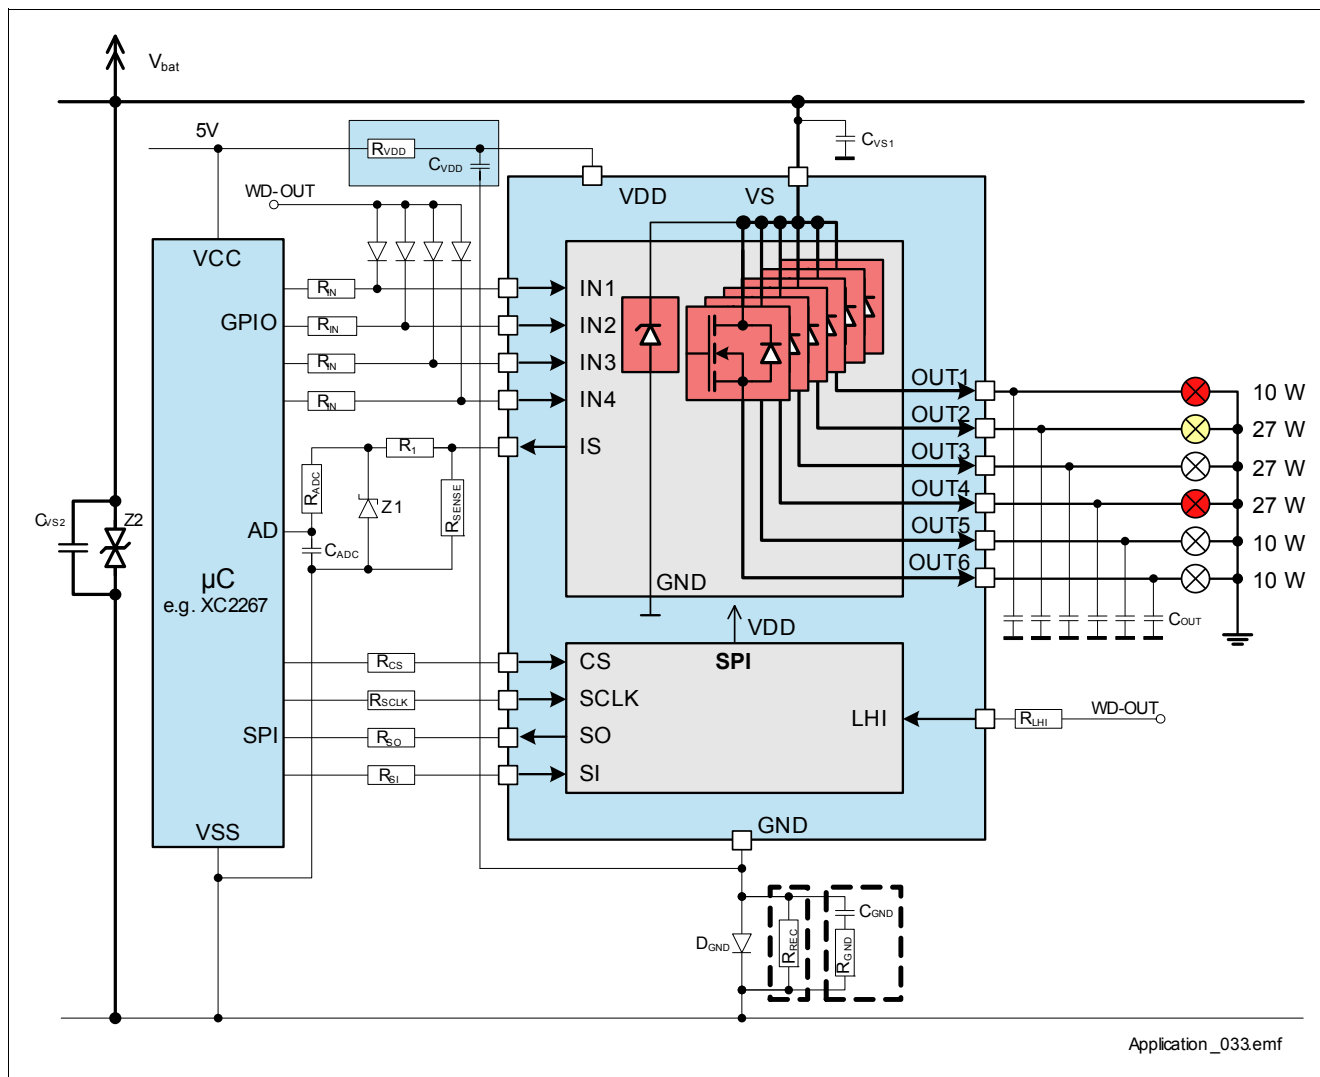 Vbat
5V
RVDD
CVDD
CVS1
WD-OUT
VDD
VS
VCC
RIN
IN1
GPIO
RIN
IN2
RIN
IN3
RIN
IN4
OUT1
10 W
OUT2
27 W
OUT3
27 W
OUT4
27 W
OUT5
10 W
OUT6
10 W
R1
IS
RADC
Z1
RSENSE
AD
CADC
CVS2
Z2
µC
e.g. XC2267
GND
COUT
VDD
SPI
RCS
CS
RSCLK
SCLK
LHI
RLHI
WD-OUT
SPI
RSO
SO
RSI
SI
VSS
GND
DGND
RREC
CGND
RGND
Application_033.emf